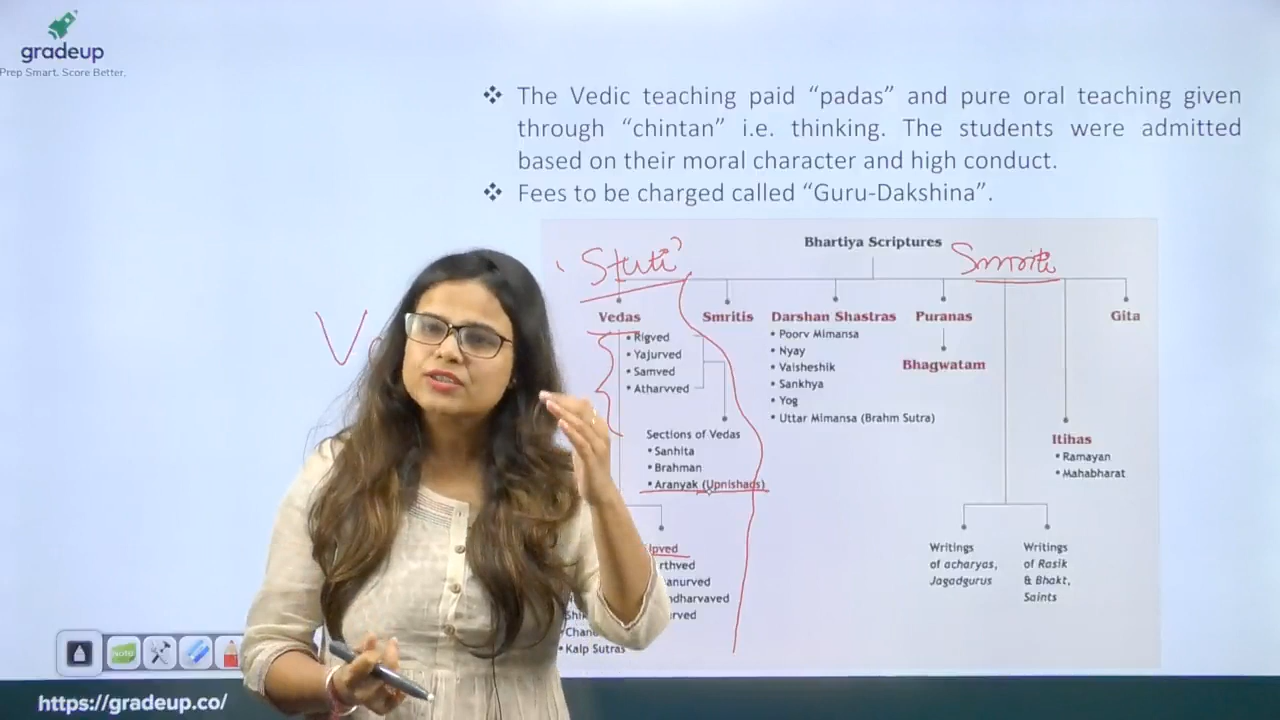 gradeup
Prep Smart. Score Better.
❖ The Vedic teaching paid “padas” and pure oral teaching given
through “chintan” i.e. thinking. The students were admitted
based on their moral character and high conduct.
❖ Fees to be charged called “Guru-Dakshina”.
Bhartiya Scriptures
‘Stuti’
Smriti
Vedas
• Rigved
• Yajurved
• Samved
• Atharvved
Smritis
Sections of Vedas
• Sanhita
• Brahman
• Aranyak (Upnishads)
Darshan Shastras
• Poorv Mimansa
• Nyay
• Vaisheshik
• Sankhya
• Yog
• Uttar Mimansa (Brahm Sutra)
Puranas
Bhagwatam
Gita
Itihas
• Ramayan
• Mahabharat
Writings
of acharyas,
Jagadgurus
Writings
of Rasik
& Bhakt,
Saints
• Kalp Sutras
NOTE
https://gradeup.co/